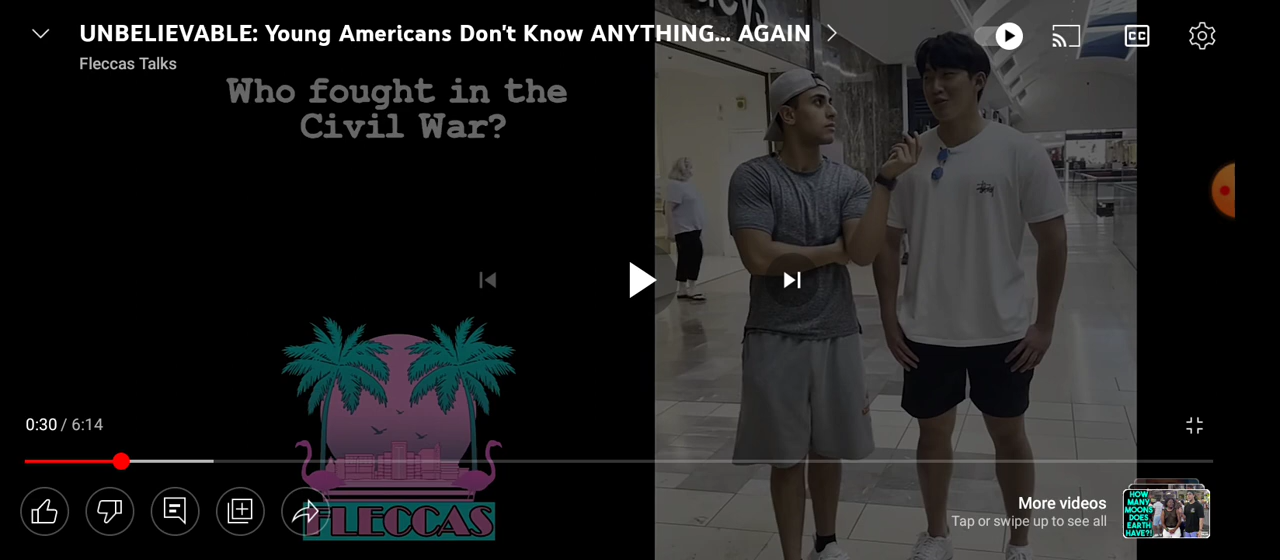 UNBELIEVABLE: Young Americans Don't Know ANYTHING... AGAIN
Fleccas Talks
CC
Who fought in the
Civil War?
0:30 / 6:14
FLECCAS
More videos
Tap or swipe up to see all
HOW
MANY
MOONS
DOES
EARTH
HAVE?!